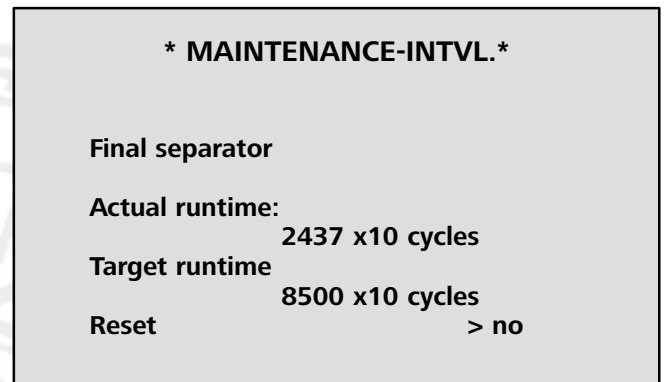 * MAINTENANCE-INTVL.*
Final separator
Actual runtime:
2437 x10 cycles
Target runtime
8500 x10 cycles
Reset > no